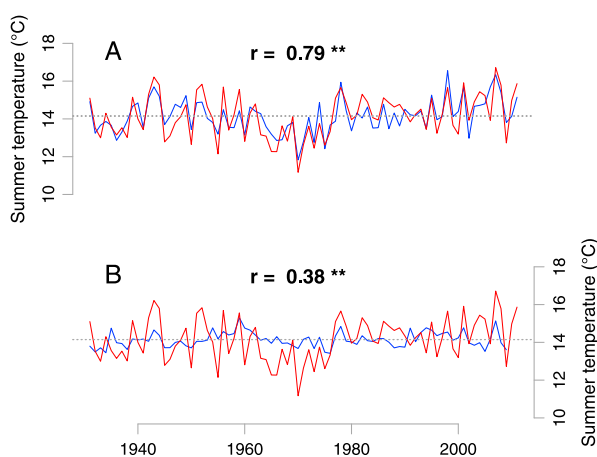 A
r = 0.79 **
Summer temperature (°C)
18
16
14
12
10
B
r = 0.38 **
Summer temperature (°C)
18
16
14
12
10
1940 1960 1980 2000